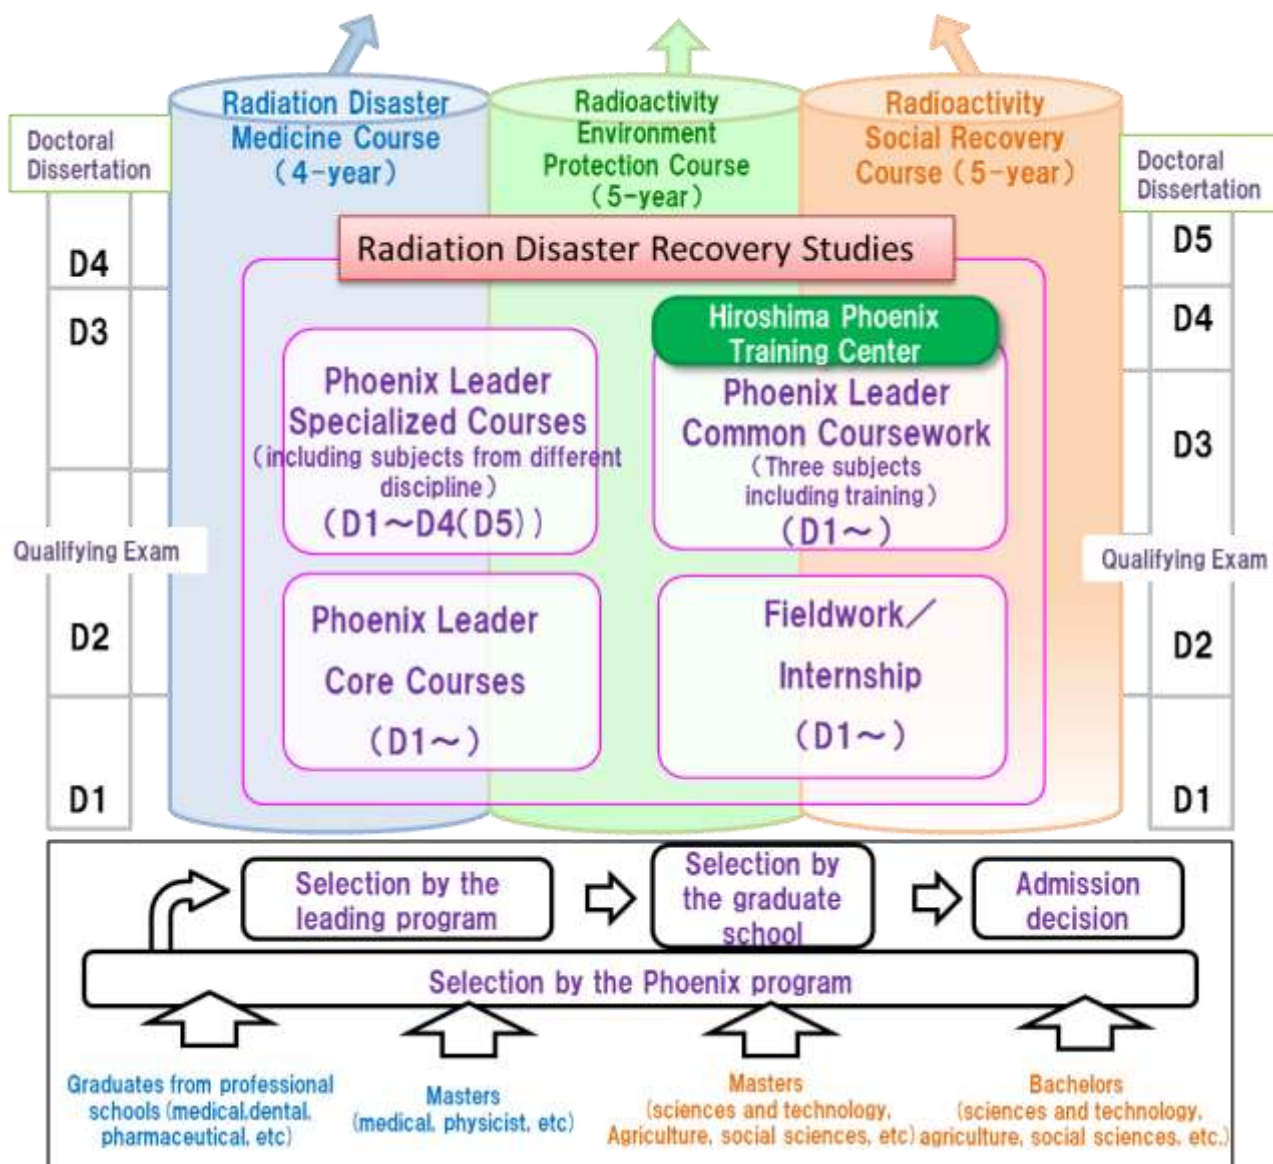 Radiation Disaster
Medicine Course
(4-year)
Radioactivity
Environment
Protection Course
(5-year)
Radioactivity
Social Recovery
Course (5-year)
Doctoral
Dissertation
D4
D3
Qualifying Exam
D2
D1
Radiation Disaster Recovery Studies
Phoenix Leader
Specialized Courses
(including subjects from different
discipline)
(D1~D4(D5))
Hiroshima Phoenix
Training Center
Phoenix Leader
Common Coursework
(Three subjects
including training)
(D1~)
Phoenix Leader
Core Courses
(D1~)
Fieldwork/
Internship
(D1~)
Doctoral
Dissertation
D5
D4
D3
Qualifying Exam
D2
D1
Selection by the
leading program
Selection by
the graduate
school
Admission
decision
Selection by the Phoenix program
Graduates from professional
schools (medical,dental,
pharmaceutical, etc)
Masters
(medical, physicist, etc)
Masters
(sciences and technology,
Agriculture, social sciences, etc)
Bachelors
(sciences and technology,
agriculture, social sciences, etc.)